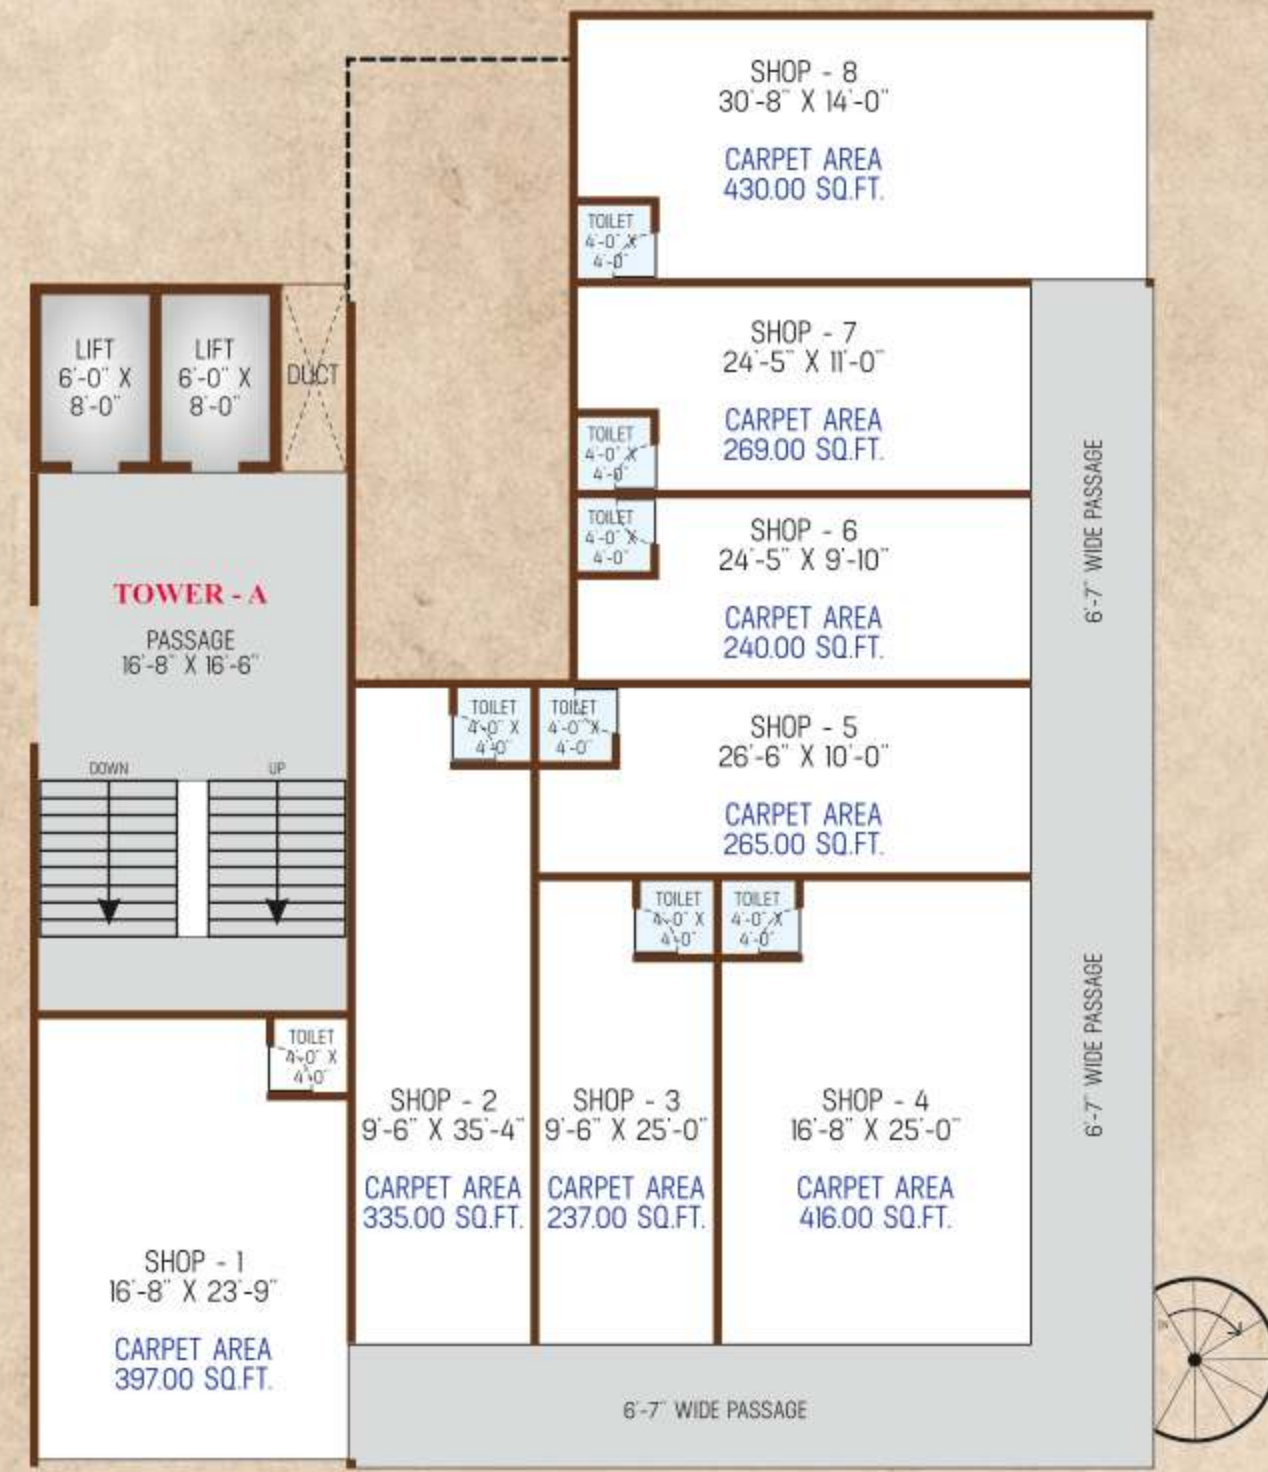 SHOP - 8
30'-8" X 14'-0"
CARPET AREA
430.00 SQ.FT.
TOILET
4'-0" X
4'-0"
LIFT
6'-0" X
8'-0"
LIFT
6'-0" X
8'-0"
DUCT
SHOP - 7
24'-5" X 11'-0"
CARPET AREA
269.00 SQ.FT.
TOILET
4'-0" X
4'-0"
6'-7" WIDE PASSAGE
TOILET
4'-0" X
4'-0"
SHOP - 6
24'-5" X 9'-10"
CARPET AREA
240.00 SQ.FT.
TOWER - A
PASSAGE
16'-8" X 16'-6"
TOILET
4'-0" X
4'-0"
TOILET
4'-0" X
4'-0"
SHOP - 5
26'-6" X 10'-0"
CARPET AREA
265.00 SQ.FT.
DOWN
UP
TOILET
4'-0" X
4'-0"
TOILET
4'-0" X
4'-0"
6'-7" WIDE PASSAGE
TOILET
4'-0" X
4'-0"
SHOP - 2
9'-6" X 35'-4"
CARPET AREA
335.00 SQ.FT.
SHOP - 3
9'-6" X 25'-0"
CARPET AREA
237.00 SQ.FT.
SHOP - 4
16'-8" X 25'-0"
CARPET AREA
416.00 SQ.FT.
SHOP - 1
16'-8" X 23'-9"
CARPET AREA
397.00 SQ.FT.
6'-7" WIDE PASSAGE